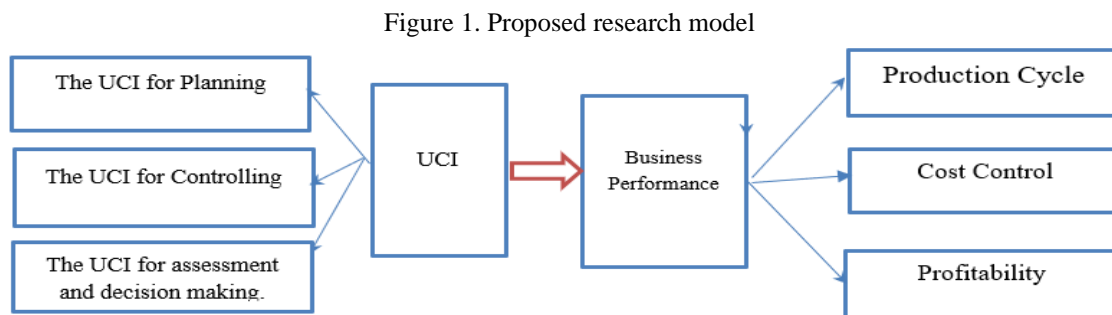 Figure 1. Proposed research model
The UCI for Planning
The UCI for Controlling
The UCI for assessment
and decision making.
UCI
Business
Performance
Production Cycle
Cost Control
Profitability